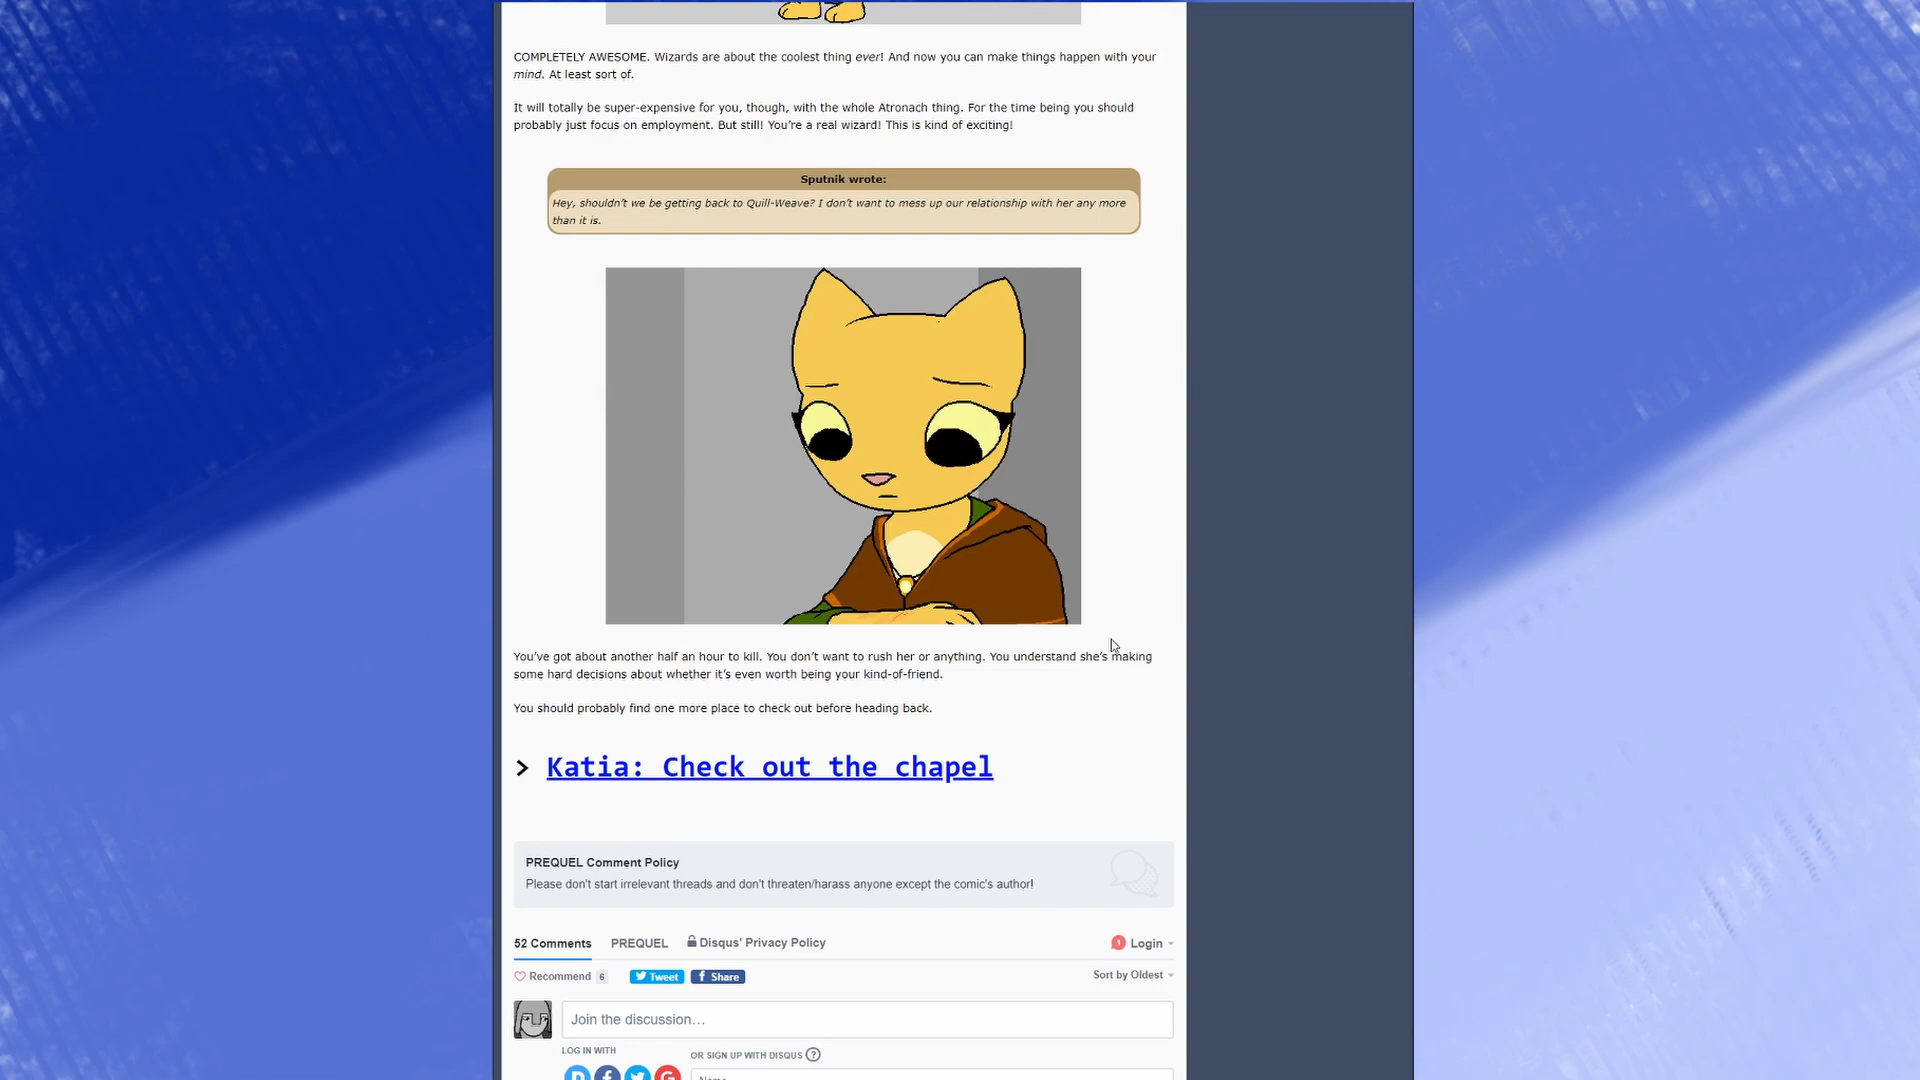 COMPLETELY AWESOME. Wizards are about the coolest thing ever! And now you can make things happen with your
mind. At least sort of.
It will totally be super-expensive for you, though, with the whole Atronach thing. For the time being you should
probably just focus on employment. But still! You’re a real wizard! This is kind of exciting!
Sputnik wrote:
Hey, shouldn’t we be getting back to Quill-Weave? I don’t want to mess up our relationship with her any more
than it is.
You’ve got about another half an hour to kill. You don’t want to rush her or anything. You understand she’s making
some hard decisions about whether it’s even worth being your kind-of-friend.
You should probably find one more place to check out before heading back.
> Katia: Check out the chapel
PREQUEL Comment Policy
Please don't start irrelevant threads and don't threaten/harass anyone except the comic's author!
52 Comments PREQUEL Disqus' Privacy Policy 1 Login
Recommend 6 Tweet f Share Sort by Oldest
Join the discussion…
LOG IN WITH OR SIGN UP WITH DISQUS ?
Name